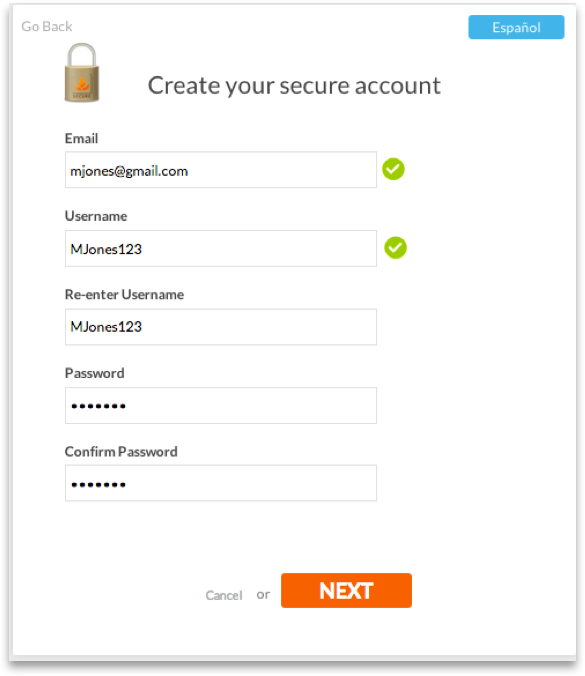 Go Back
Español
Create your secure account
Email
mjones@gmail.com
Username
MJones123
Re-enter Username
MJones123
Password
•••••••
Confirm Password
•••••••
Cancel or NEXT